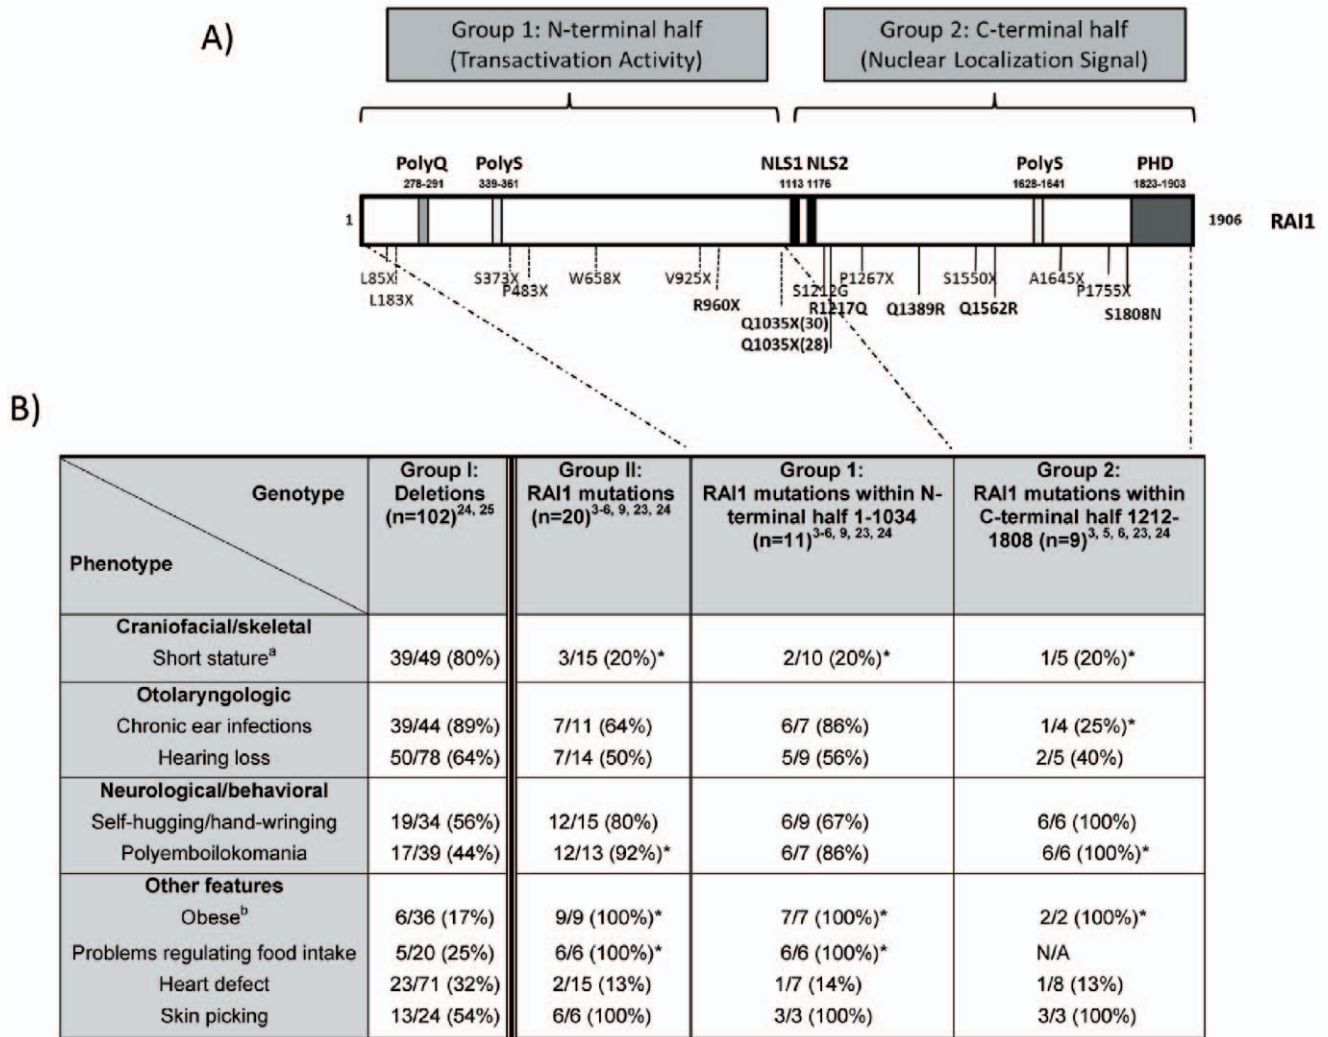 A)
Group 1: N-terminal half
(Transactivation Activity)
Group 2: C-terminal half
(Nuclear Localization Signal)
PolyQ PolyS NLS1 NLS2 PolyS PHD
278-291 339-361 1113 1176 1628-1641 1823-1903
1 1906 RAI1
L85X S373X W658X V925X P1267X S1550X A1645X
L183X P483X R960X S1212G R1217Q Q1389R Q1562R P1755X S1808N
Q1035X(30)
Q1035X(28)
B)
Genotype
Phenotype
Group I:
Deletions
(n=102)24, 25
Group II:
RAI1 mutations
(n=20)3-6, 9, 23, 24
Group 1:
RAI1 mutations within N-
terminal half 1-1034
(n=11)3-6, 9, 23, 24
Group 2:
RAI1 mutations within
C-terminal half 1212-
1808 (n=9)3, 5, 6, 23, 24
Craniofacial/skeletal
Short statureª 39/49 (80%) 3/15 (20%)* 2/10 (20%)* 1/5 (20%)*
Otolaryngologic
Chronic ear infections 39/44 (89%) 7/11 (64%) 6/7 (86%) 1/4 (25%)*
Hearing loss 50/78 (64%) 7/14 (50%) 5/9 (56%) 2/5 (40%)
Neurological/behavioral
Self-hugging/hand-wringing 19/34 (56%) 12/15 (80%) 6/9 (67%) 6/6 (100%)
Polyemboilokomania 17/39 (44%) 12/13 (92%)* 6/7 (86%) 6/6 (100%)*
Other features
Obeseᵇ 6/36 (17%) 9/9 (100%)* 7/7 (100%)* 2/2 (100%)*
Problems regulating food intake 5/20 (25%) 6/6 (100%)* 6/6 (100%)* N/A
Heart defect 23/71 (32%) 2/15 (13%) 1/7 (14%) 1/8 (13%)
Skin picking 13/24 (54%) 6/6 (100%) 3/3 (100%) 3/3 (100%)